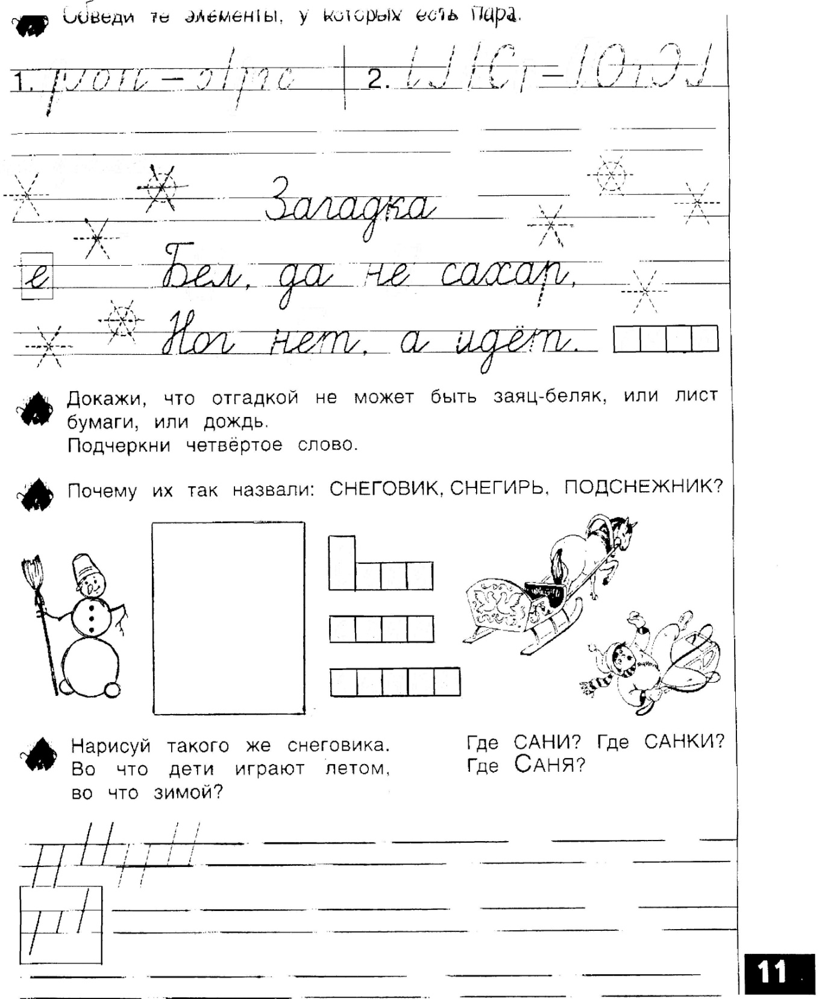 Обведи те элементы, у которых есть пара.
1.
2.
Загадка
е Бел, да не сахар,
Ног нет, а идёт.
Докажи, что отгадкой не может быть заяц-беляк, или лист
бумаги, или дождь.
Подчеркни четвёртое слово.
Почему их так назвали: СНЕГОВИК, СНЕГИРЬ, ПОДСНЕЖНИК?
Нарисуй такого же снеговика.
Во что дети играют летом,
во что зимой?
Где САНИ? Где САНКИ?
Где САНЯ?
11